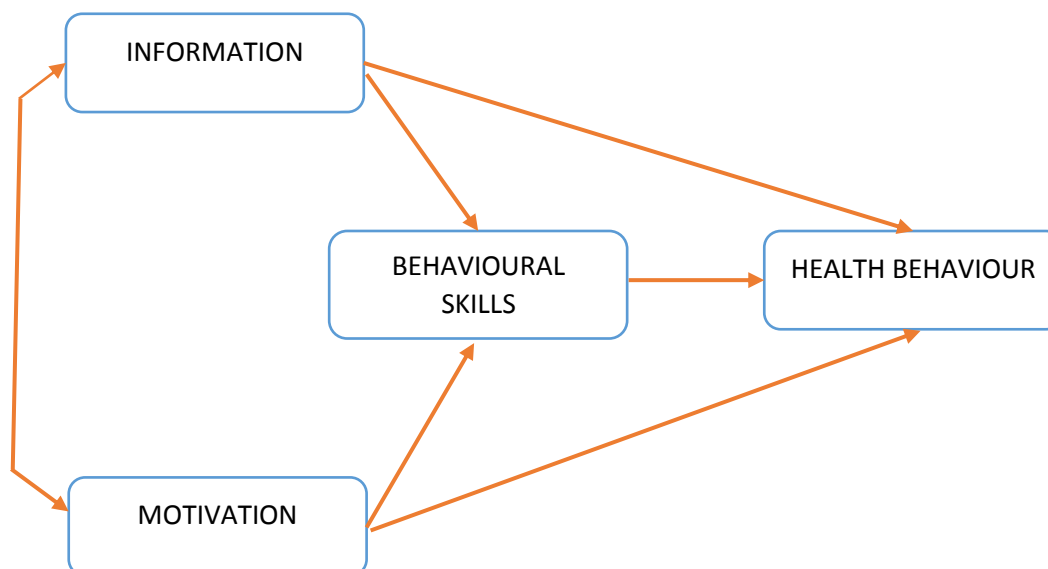 INFORMATION
BEHAVIOURAL
SKILLS
HEALTH BEHAVIOUR
MOTIVATION